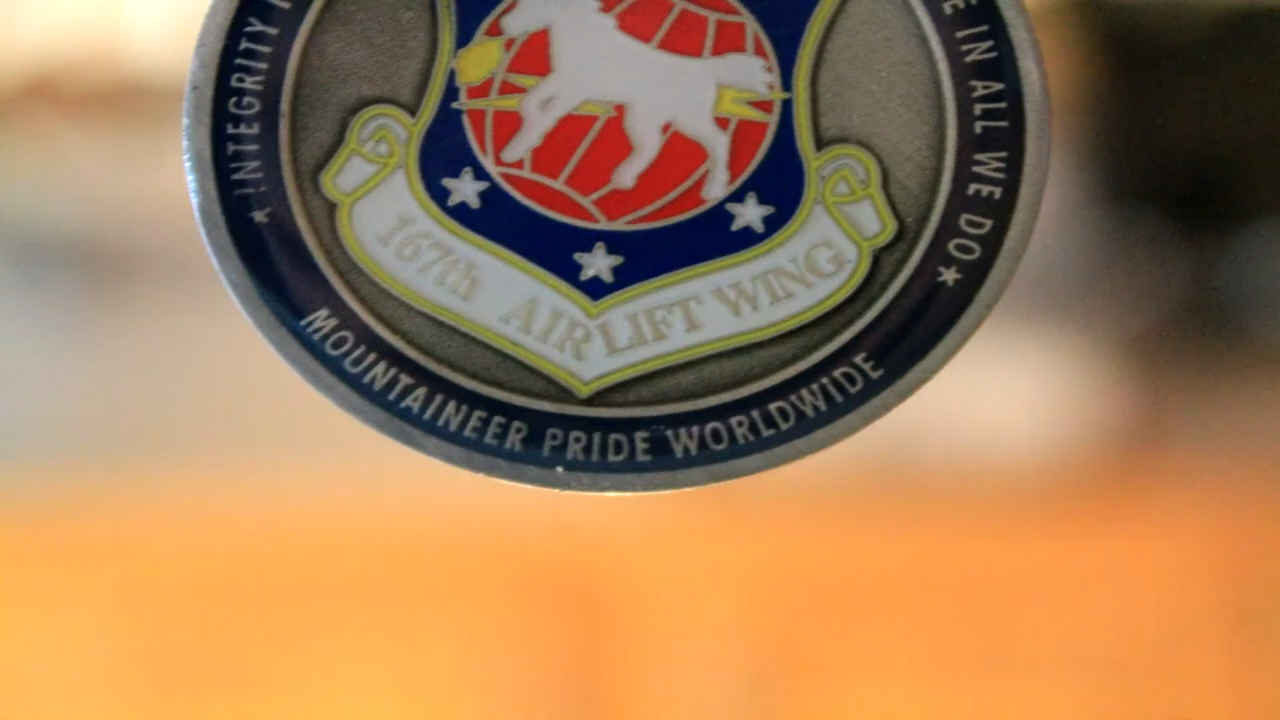 INTEGRITY
IN ALL WE DO
167th AIRLIFT WING
MOUNTAINEER PRIDE WORLDWIDE